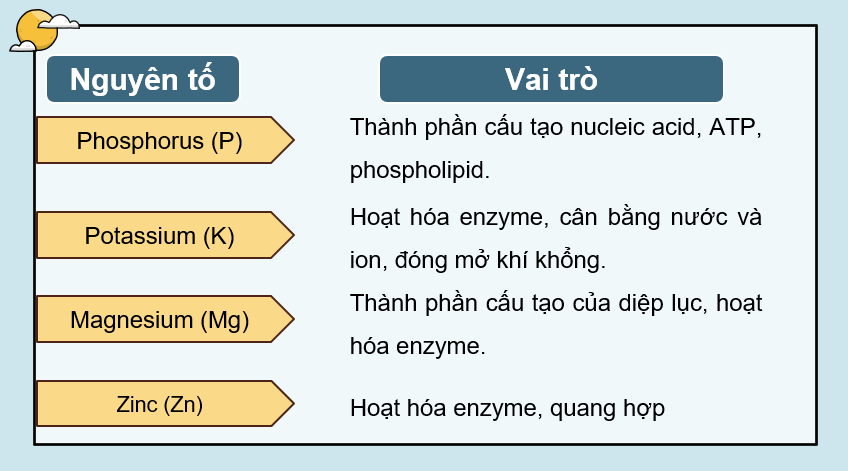 Nguyên tố
Vai trò
Phosphorus (P)
Thành phần cấu tạo nucleic acid, ATP,
phospholipid.
Potassium (K)
Hoạt hóa enzyme, cân bằng nước và
ion, đóng mở khí khổng.
Magnesium (Mg)
Thành phần cấu tạo của diệp lục, hoạt
hóa enzyme.
Zinc (Zn)
Hoạt hóa enzyme, quang hợp